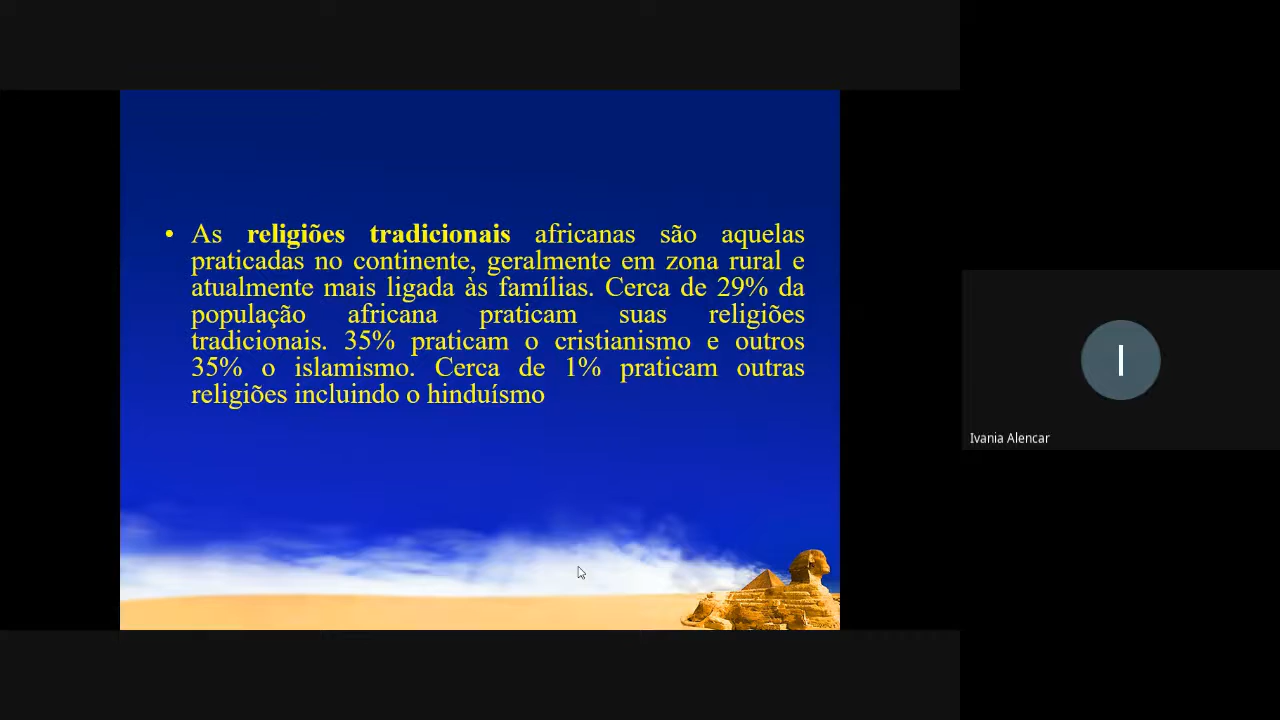 • As religiões tradicionais africanas são aquelas
praticadas no continente, geralmente em zona rural e
atualmente mais ligada às famílias. Cerca de 29% da
população africana praticam suas religiões
tradicionais. 35% praticam o cristianismo e outros
35% o islamismo. Cerca de 1% praticam outras
religiões incluindo o hinduísmo
I
Ivania Alencar